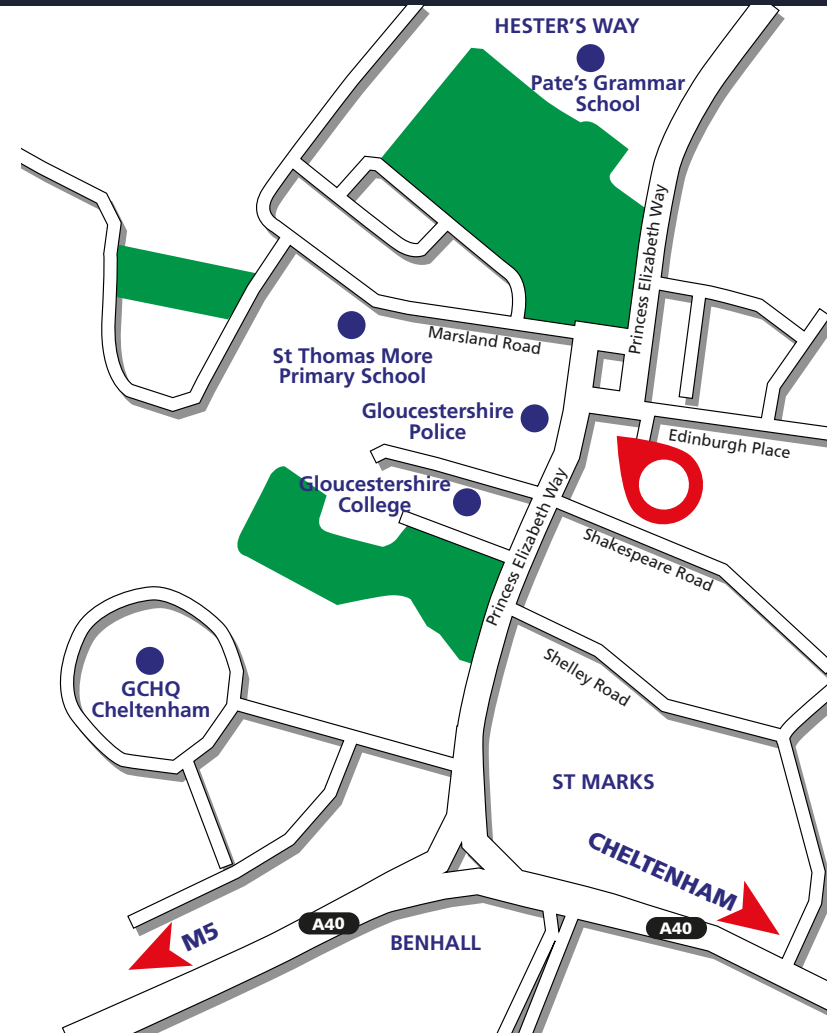 HESTER'S WAY
Pate's Grammar
School
Princess Elizabeth Way
Marsland Road
St Thomas More
Primary School
Gloucestershire
Police
Edinburgh Place
Gloucestershire
College
Princess Elizabeth Way
Shakespeare Road
Shelley Road
GCHQ
Cheltenham
ST MARKS
CHELTENHAM
A40
A40
M5
BENHALL